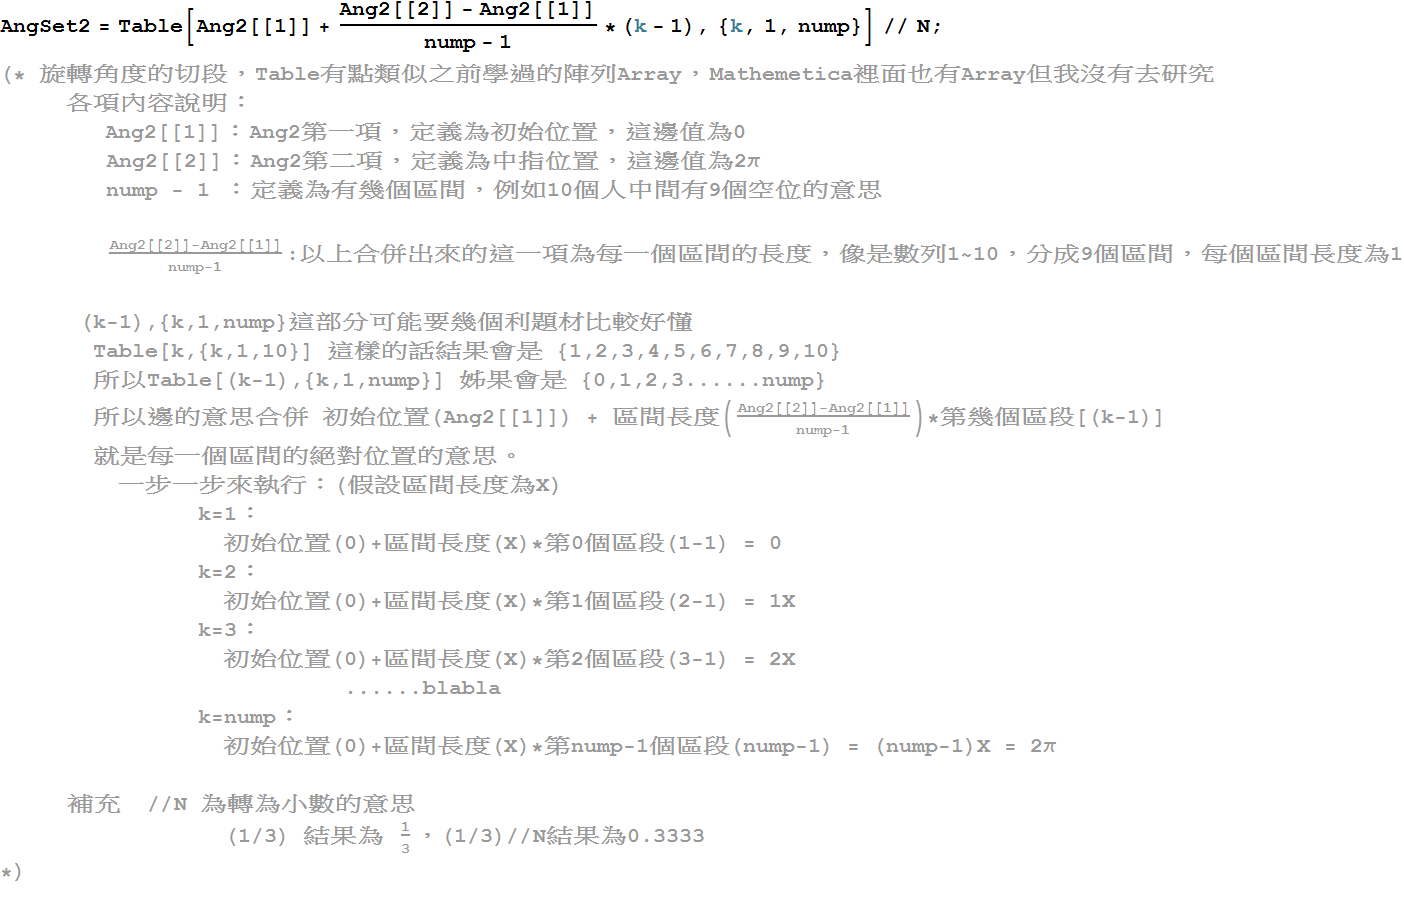 AngSet2 = Table[Ang2[[1]] + (Ang2[[2]] - Ang2[[1]])/(nump - 1) * (k - 1), {k, 1, nump}] // N;
(* 旋轉角度的切段，Table有點類似之前學過的陣列Array，Mathemetica裡面也有Array但我沒有去研究
各項內容說明：
Ang2[[1]]：Ang2第一項，定義為初始位置，這邊值為0
Ang2[[2]]：Ang2第二項，定義為中指位置，這邊值為2π
nump - 1 ：定義為有幾個區間，例如10個人中間有9個空位的意思
(Ang2[[2]]-Ang2[[1]])/(nump-1):以上合併出來的這一項為每一個區間的長度，像是數列1~10，分成9個區間，每個區間長度為1
(k-1),{k,1,nump}這部分可能要幾個利題材比較好懂
Table[k,{k,1,10}] 這樣的話結果會是 {1,2,3,4,5,6,7,8,9,10}
所以Table[(k-1),{k,1,nump}] 姊果會是 {0,1,2,3......nump}
所以邊的意思合併 初始位置(Ang2[[1]]) + 區間長度((Ang2[[2]]-Ang2[[1]])/(nump-1))*第幾個區段[(k-1)]
就是每一個區間的絕對位置的意思。
一步一步來執行：(假設區間長度為X)
k=1：
初始位置(0)+區間長度(X)*第0個區段(1-1) = 0
k=2：
初始位置(0)+區間長度(X)*第1個區段(2-1) = 1X
k=3：
初始位置(0)+區間長度(X)*第2個區段(3-1) = 2X
......blabla
k=nump：
初始位置(0)+區間長度(X)*第nump-1個區段(nump-1) = (nump-1)X = 2π
補充 //N 為轉為小數的意思
(1/3) 結果為 1/3，(1/3)//N結果為0.3333
*)